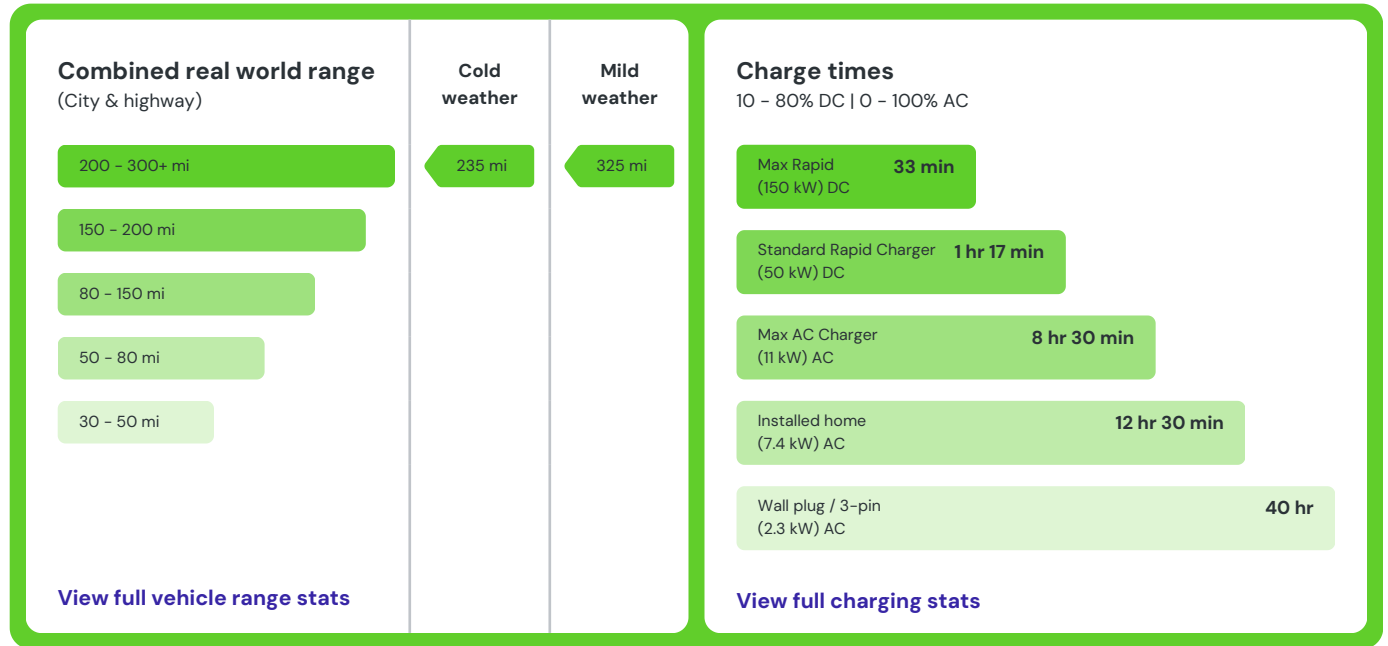 Combined real world range
(City & highway)
Cold
weather
Mild
weather
200 - 300+ mi
235 mi
325 mi
150 - 200 mi
80 - 150 mi
50 - 80 mi
30 - 50 mi
View full vehicle range stats
Charge times
10 - 80% DC | 0 - 100% AC
Max Rapid
(150 kW) DC
33 min
Standard Rapid Charger
(50 kW) DC
1 hr 17 min
Max AC Charger
(11 kW) AC
8 hr 30 min
Installed home
(7.4 kW) AC
12 hr 30 min
Wall plug / 3-pin
(2.3 kW) AC
40 hr
View full charging stats